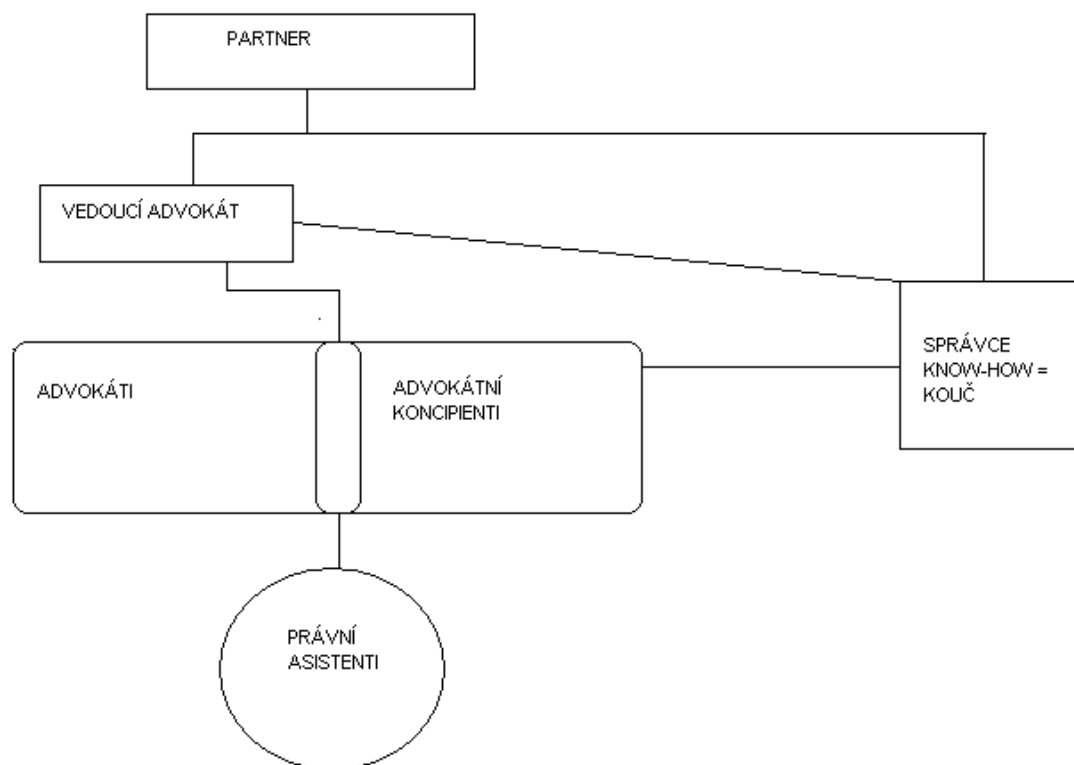 PARTNER
VEDOUCÍ ADVOKÁT
SPRÁVCE
KNOW-HOW =
KOUČ
ADVOKÁTI
ADVOKÁTNÍ
KONCIPIENTI
PRÁVNÍ
ASISTENTI